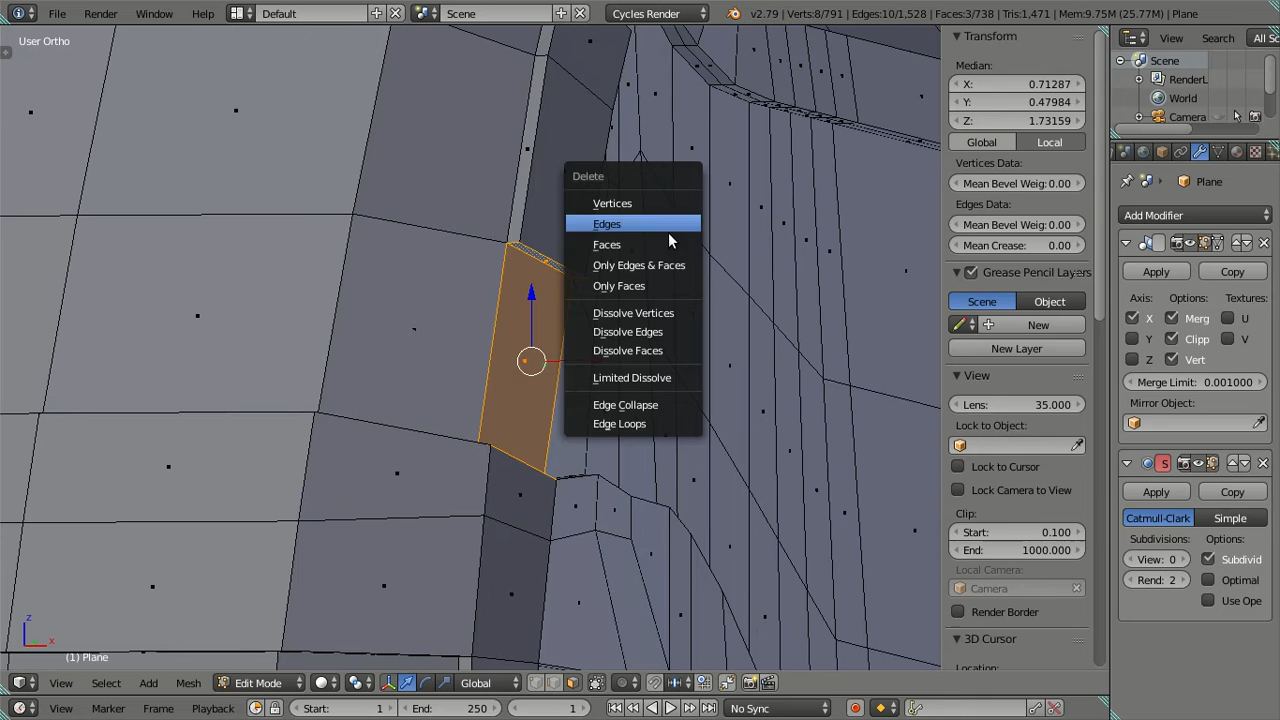 File Render Window Help Default Scene Cycles Render v2.79 | Verts:8/791 | Edges:10/1,528 | Faces:3/738 | Tris:1,471 | Mem:9.75M (25.77M) | Plane
User Ortho
Transform
Median:
X: 0.71287
Y: 0.47984
Z: 1.73159
Global Local
Vertices Data:
Mean Bevel Weig: 0.00
Edges Data:
Mean Bevel Weig: 0.00
Mean Crease: 0.00
Grease Pencil Layers
Scene Object
New
New Layer
View
Lens: 35.000
Lock to Object:
Lock to Cursor
Lock Camera to View
Clip:
Start: 0.100
End: 1000.000
Local Camera:
Camera
Render Border
3D Cursor
Location:
Delete
Vertices
Edges
Faces
Only Edges & Faces
Only Faces
Dissolve Vertices
Dissolve Edges
Dissolve Faces
Limited Dissolve
Edge Collapse
Edge Loops
View Search All Sc
Scene
RenderL
World
Camera
Plane
Add Modifier
Apply Copy
Axis: Options: Textures:
X Merg U
Y Clipp V
Z Vert
Merge Limit: 0.001000
Mirror Object:
S
Apply Copy
Catmull-Clark Simple
Subdivisions: Options:
View: 0 Subdivid
Rend: 2 Optimal
Use Ope
z
x
(1) Plane
View Select Add Mesh Edit Mode Global
View Marker Frame Playback Start: 1 End: 250 1 No Sync